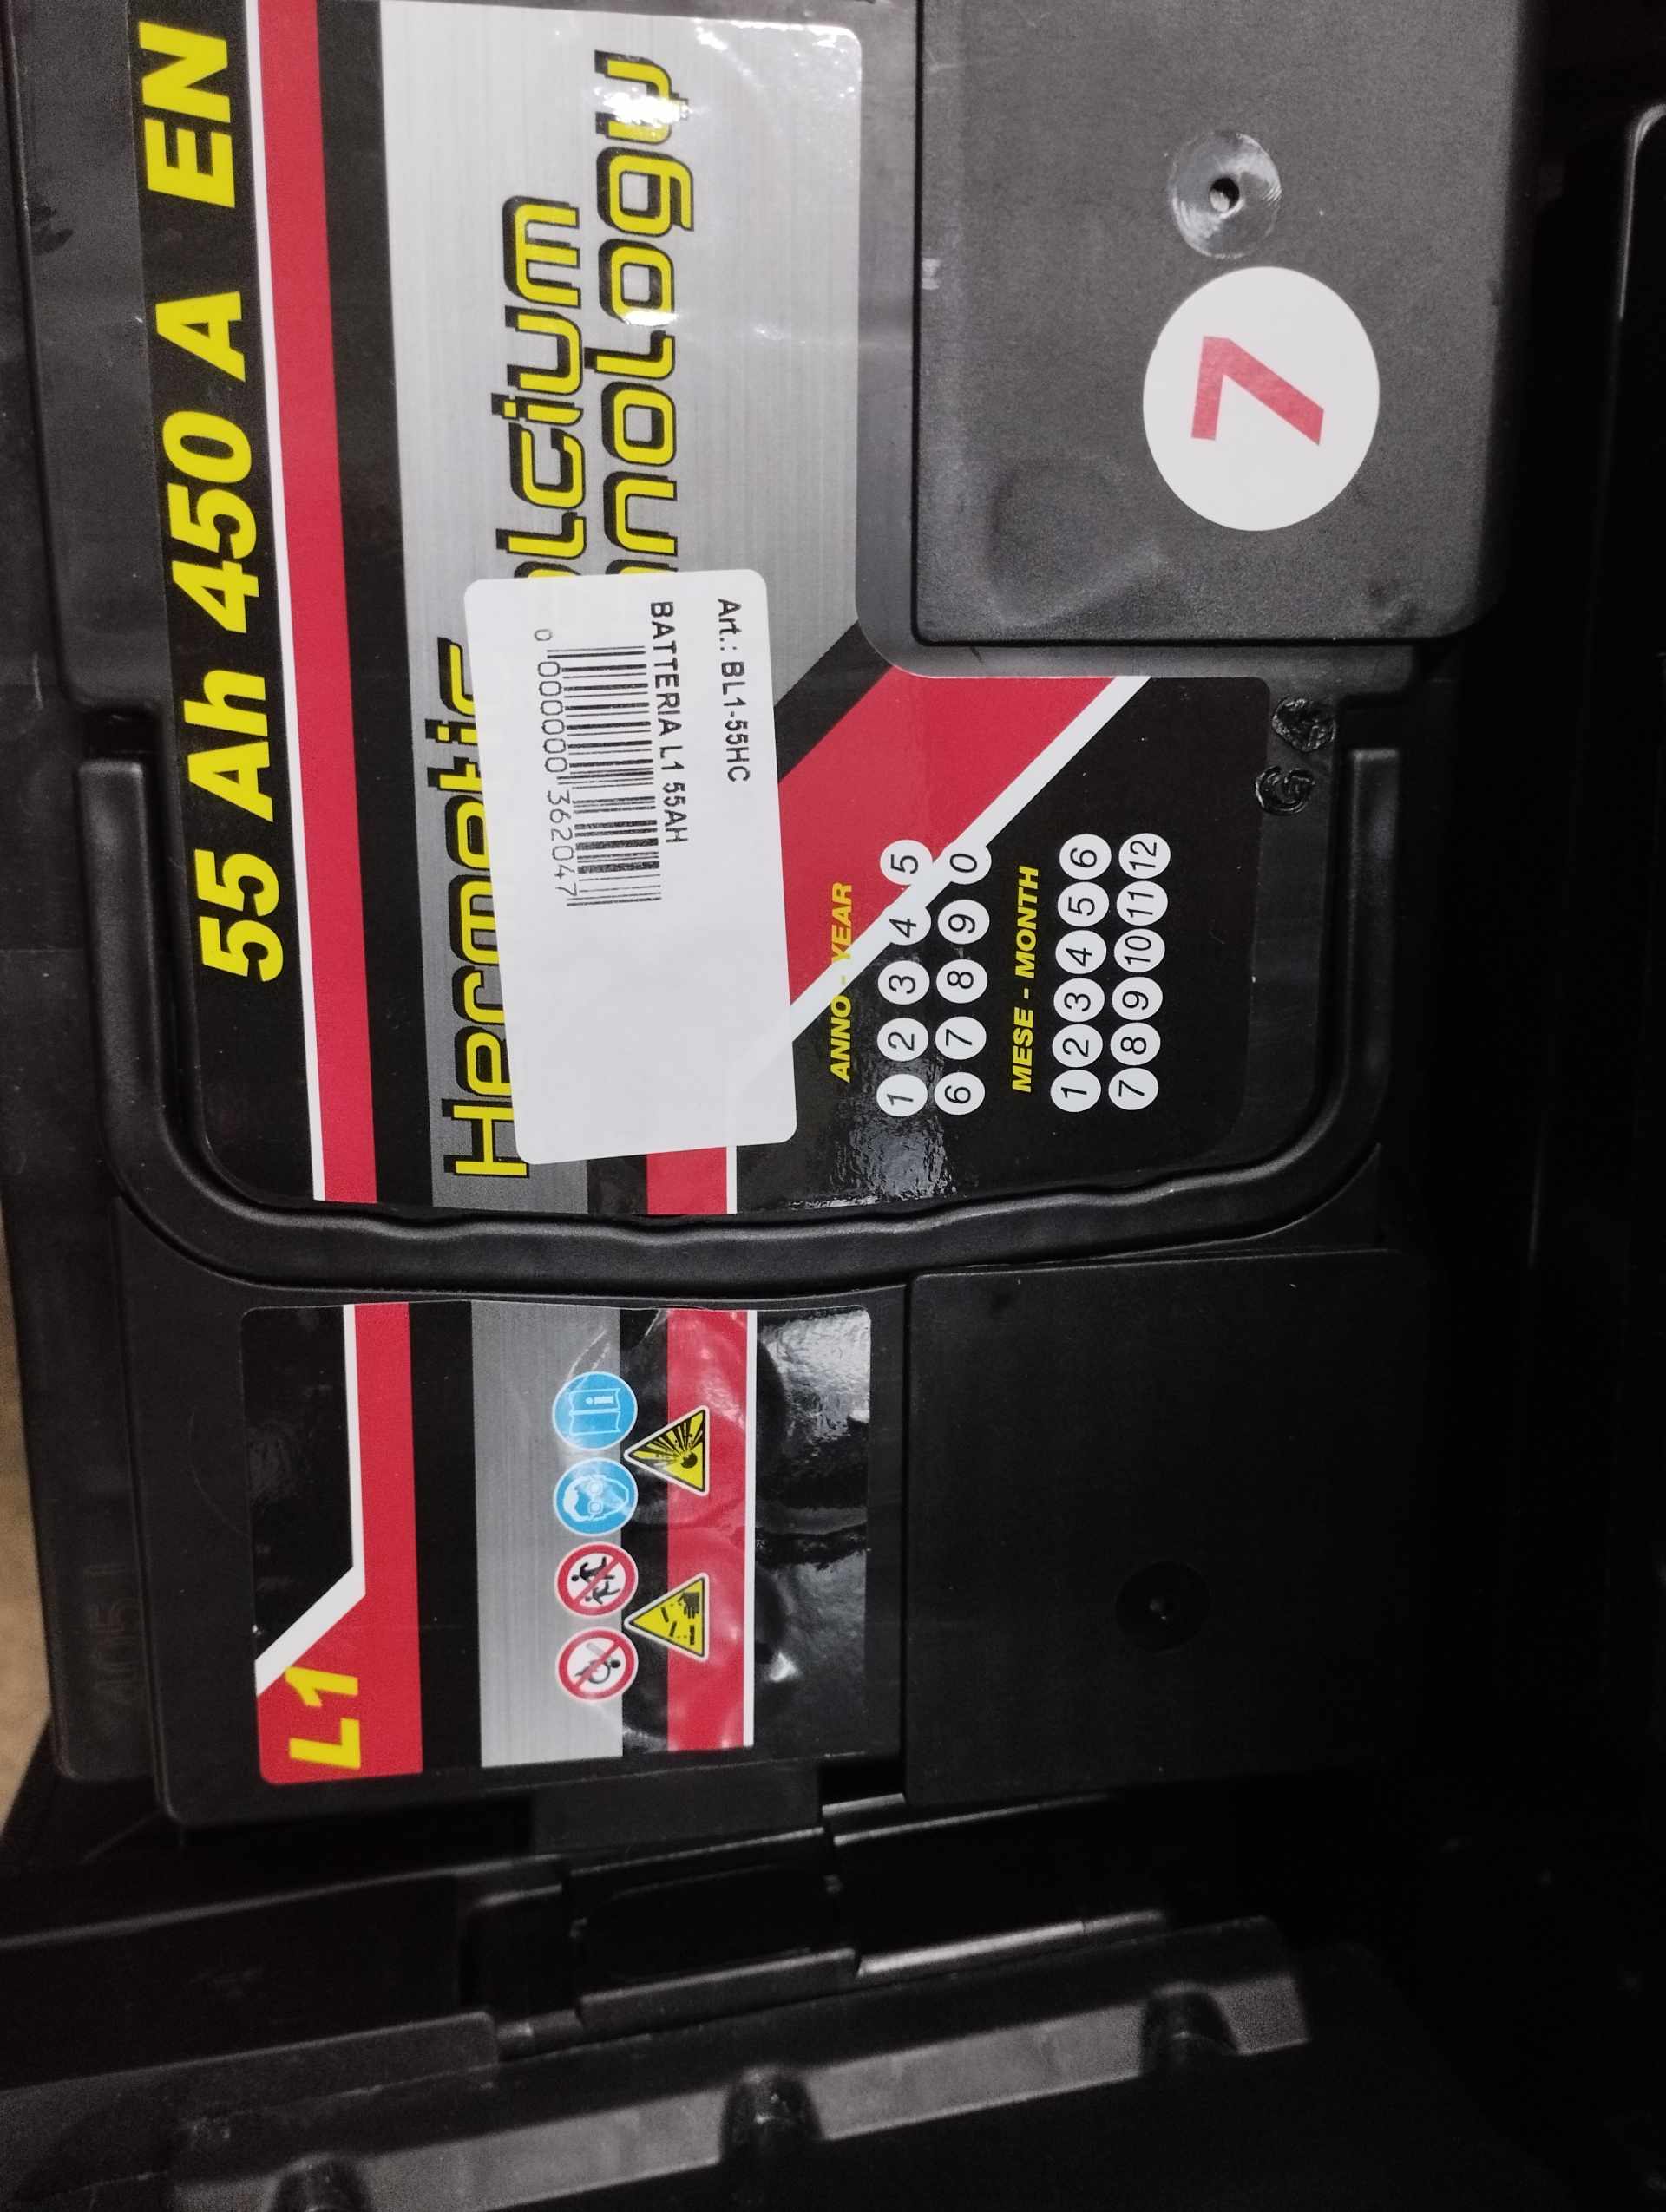 55 Ah 450 A EN
Hermetic
Art.: BL1-55HC
BATTERIA L1 55AH
0 000000 362047
ANNO - YEAR
1 2 3 4 5
6 7 8 9 0
MESE - MONTH
1 2 3 4 5 6
7 8 9 10 11 12
7
L1